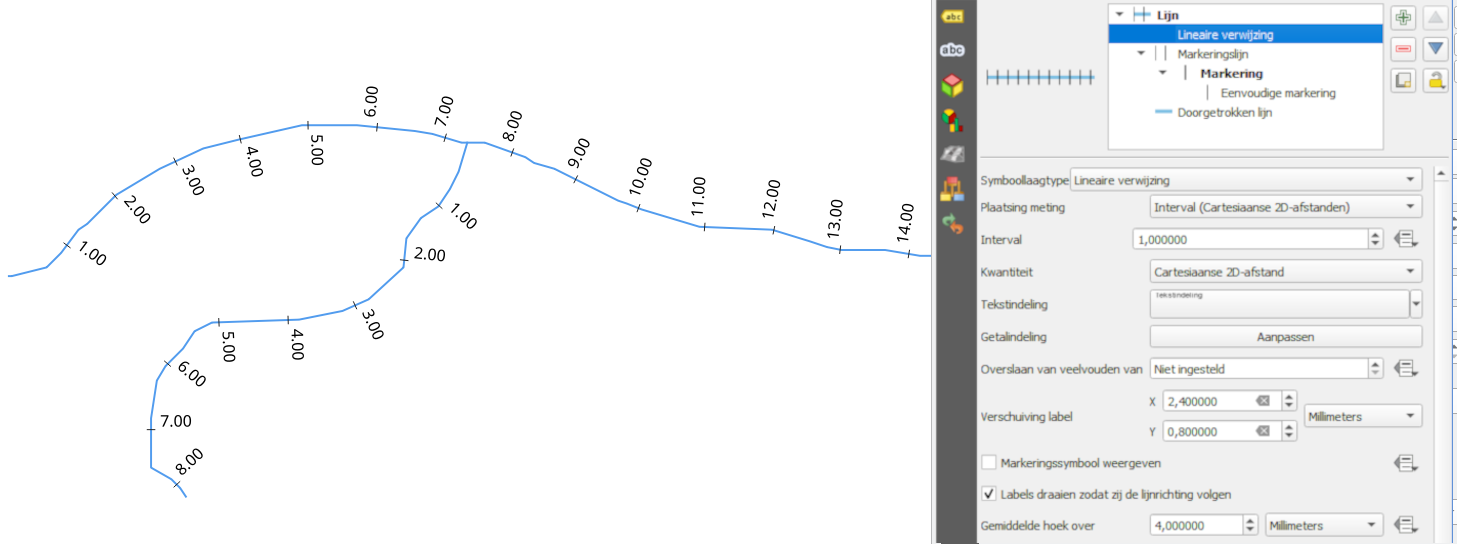 1.00
2.00
3.00
4.00
5.00
6.00
7.00
8.00
9.00
10.00
11.00
12.00
13.00
14.00
1.00
2.00
3.00
4.00
5.00
6.00
7.00
8.00
abc
abc
Lijn
Lineaire verwijzing
Markeringslijn
Markering
Eenvoudige markering
Doorgetrokken lijn
Symboollaagtype Lineaire verwijzing
Plaatsing meting Interval (Cartesiaanse 2D-afstanden)
Interval 1,000000
Kwantiteit Cartesiaanse 2D-afstand
Tekstindeling Tekstindeling
Getalindeling Aanpassen
Overslaan van veelvouden van Niet ingesteld
Verschuiving label X 2,400000 Millimeters
Y 0,800000
Markeringssymbool weergeven
Labels draaien zodat zij de lijnrichting volgen
Gemiddelde hoek over 4,000000 Millimeters